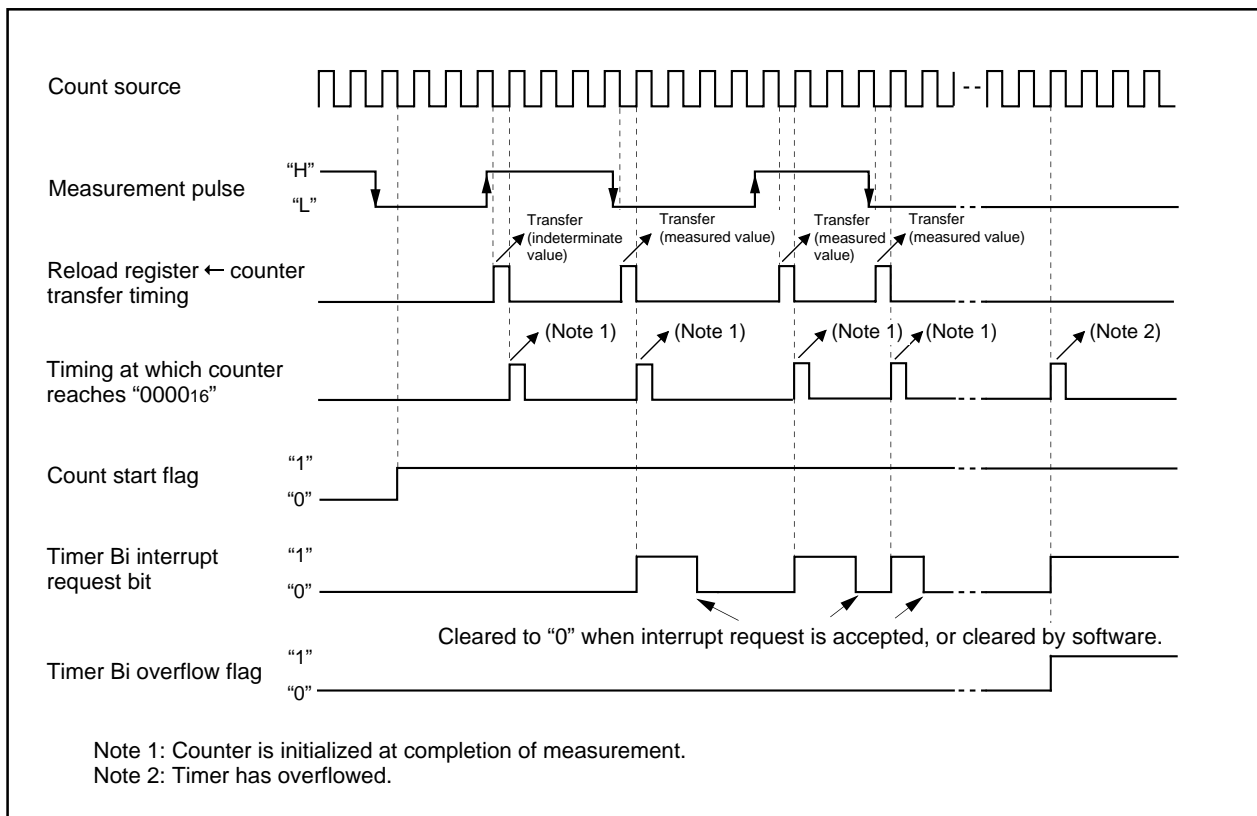 Count source
“H”
Measurement pulse
“L”
Transfer
(indeterminate
value)
Transfer
(measured value)
Transfer
(measured
value)
Transfer
(measured value)
Reload register ← counter
transfer timing
(Note 1)
(Note 1)
(Note 1)
(Note 1)
(Note 2)
Timing at which counter
reaches “000016”
“1”
Count start flag
“0”
“1”
Timer Bi interrupt
request bit
“0”
Cleared to “0” when interrupt request is accepted, or cleared by software.
“1”
Timer Bi overflow flag
“0”
Note 1: Counter is initialized at completion of measurement.
Note 2: Timer has overflowed.